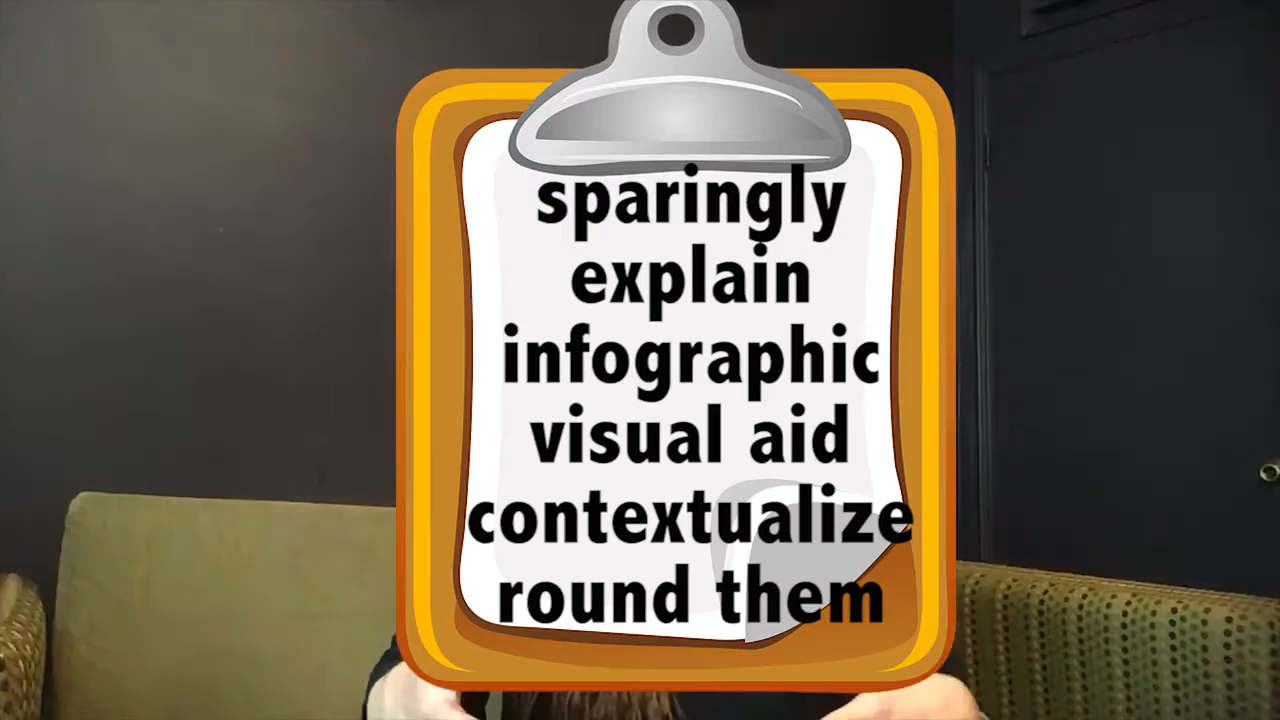 sparingly
explain
infographic
visual aid
contextualize
round them